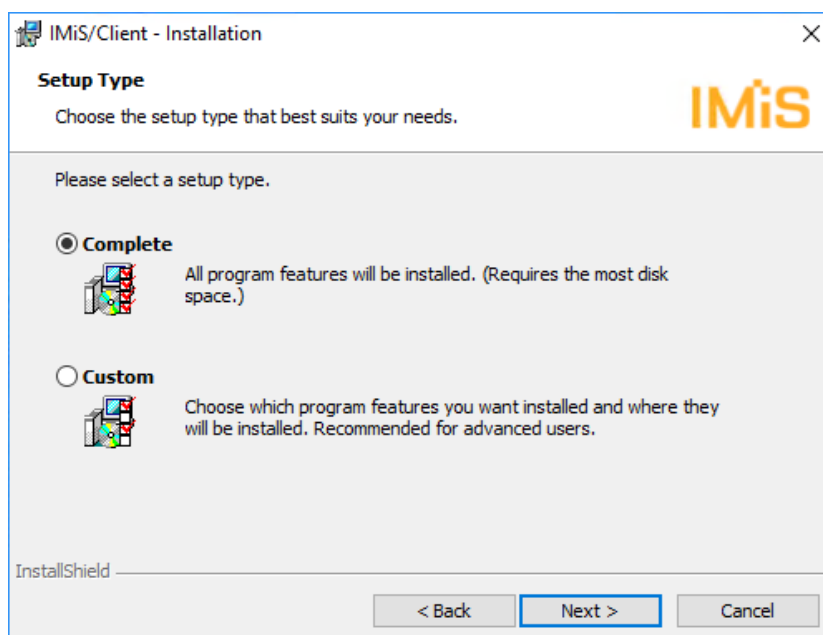 IMiS/Client - Installation
Setup Type
Choose the setup type that best suits your needs.
IMiS
Please select a setup type.
Complete
All program features will be installed. (Requires the most disk
space.)
Custom
Choose which program features you want installed and where they
will be installed. Recommended for advanced users.
InstallShield
< Back
Next >
Cancel